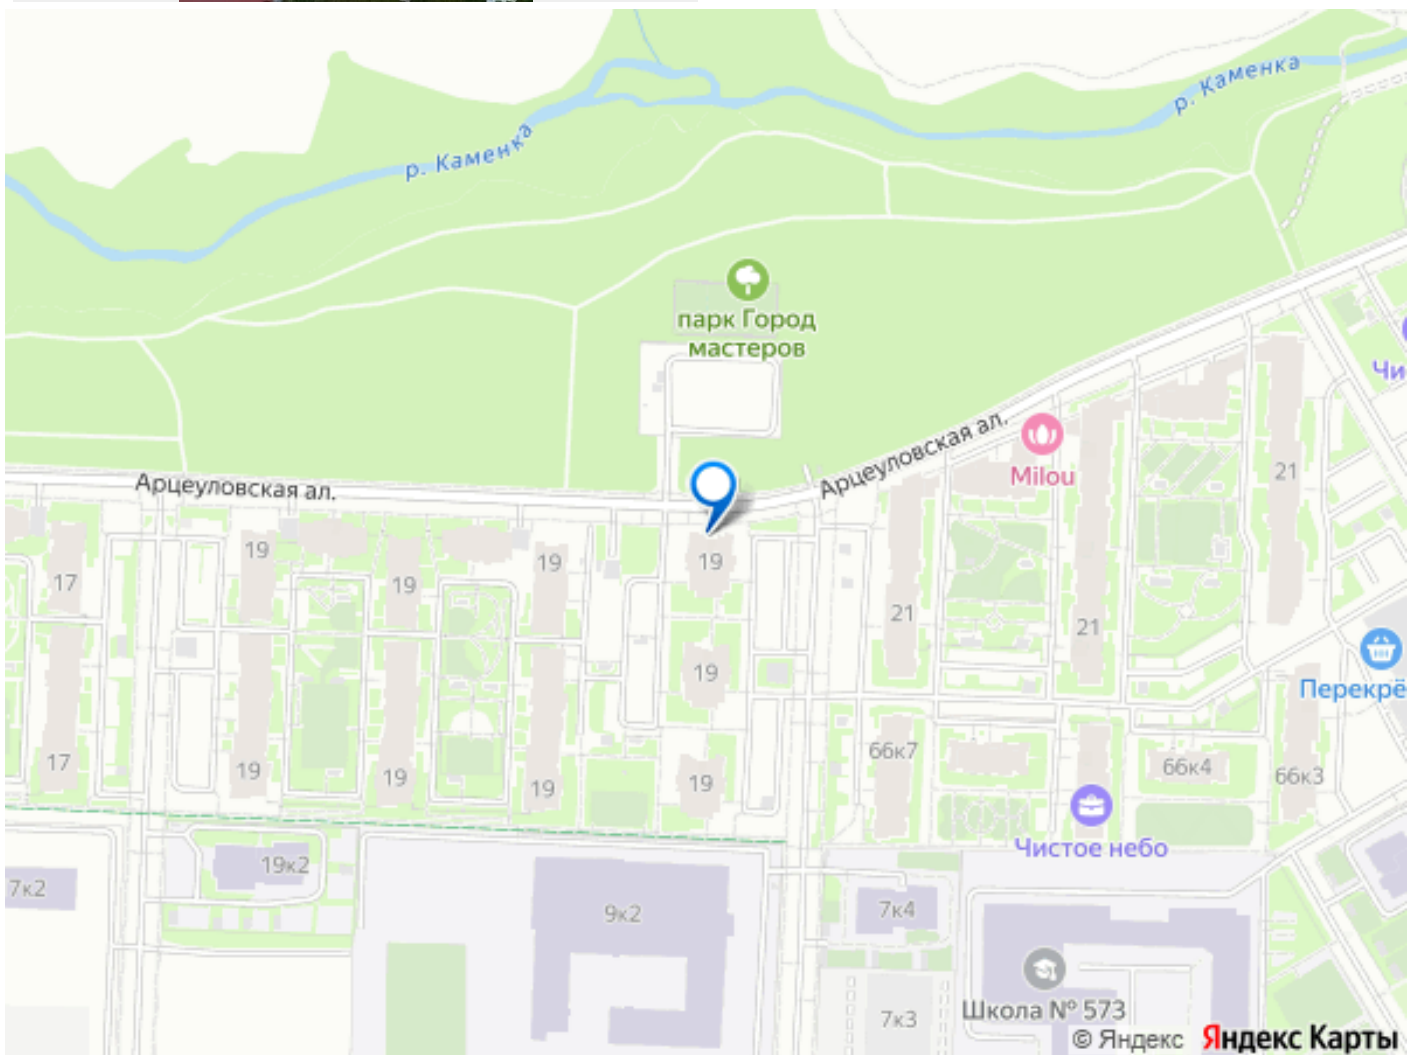 р. Каменка
р. Каменка
парк Город
мастеров
Чи
Арцеуловская ал.
Milou
Арцеуловская ал.
21
19
19
19
19
17
21
21
19
17
19
19
19
19
66к7
66к4
66к3
Перекрё
Чистое небо
19к2
7к2
9к2
7к4
Школа № 573
7к3
© Яндекс Яндекс Карты